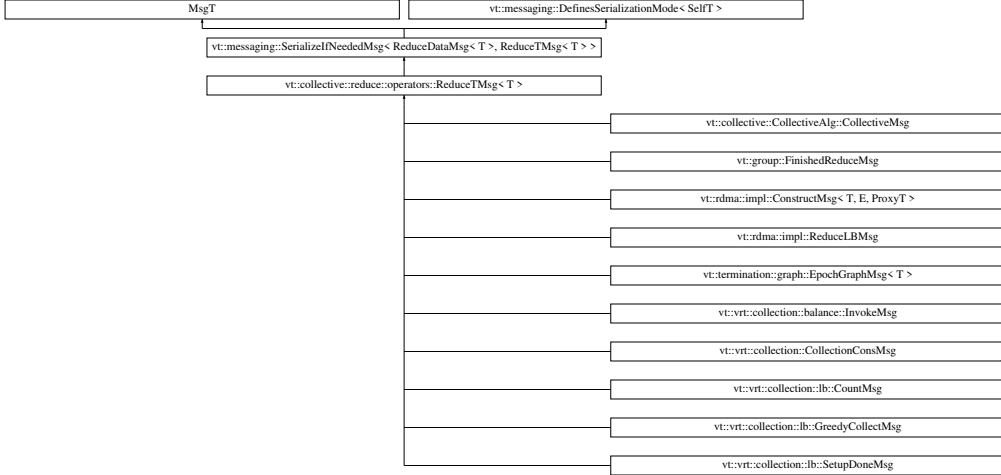 MsgT
vt::messaging::DefinesSerializationMode< SelfT >
vt::messaging::SerializeIfNeededMsg< ReduceDataMsg< T >, ReduceTMsg< T > >
vt::collective::reduce::operators::ReduceTMsg< T >
vt::collective::CollectiveAlg::CollectiveMsg
vt::group::FinishedReduceMsg
vt::rdma::impl::ConstructMsg< T, E, ProxyT >
vt::rdma::impl::ReduceLBMsg
vt::termination::graph::EpochGraphMsg< T >
vt::vrt::collection::balance::InvokeMsg
vt::vrt::collection::CollectionConsMsg
vt::vrt::collection::lb::CountMsg
vt::vrt::collection::lb::GreedyCollectMsg
vt::vrt::collection::lb::SetupDoneMsg